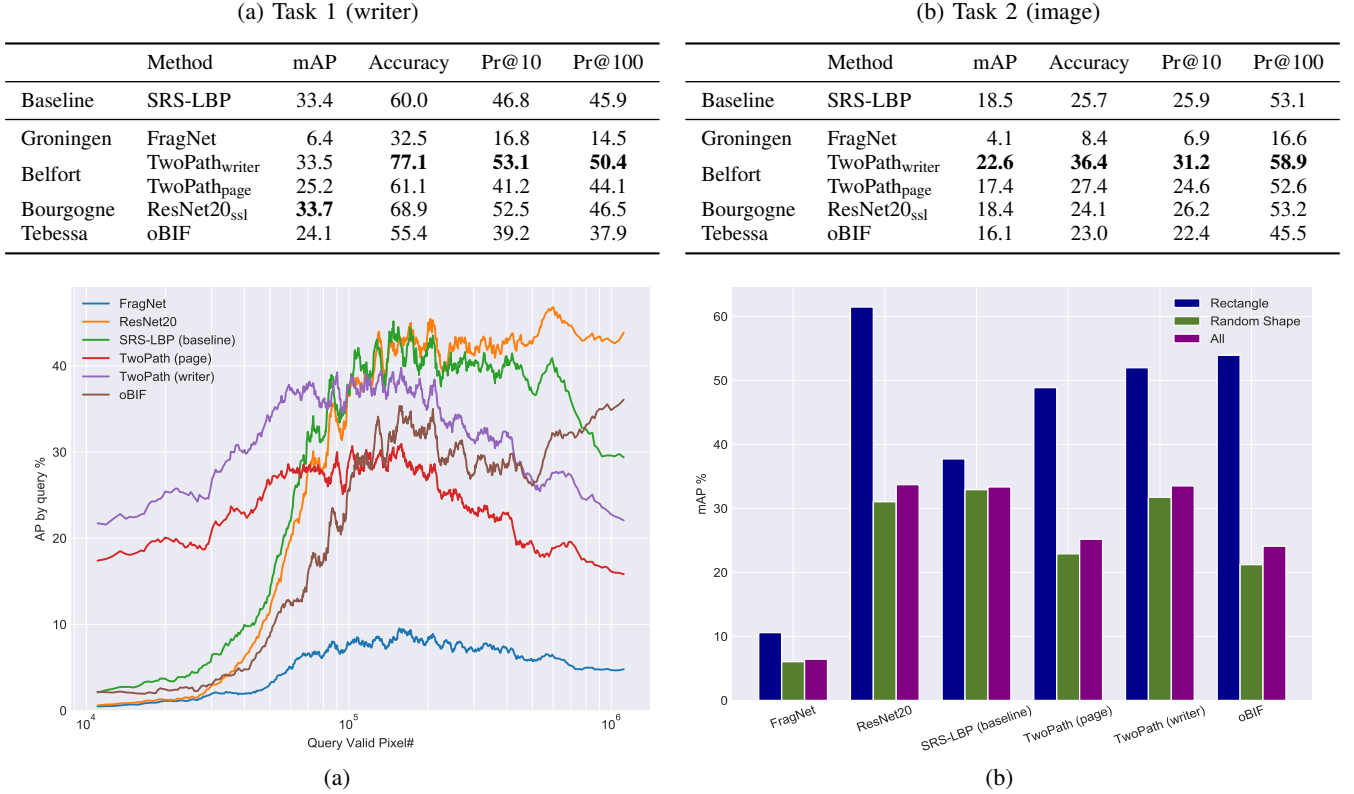 (a) Task 1 (writer)
Method mAP Accuracy Pr@10 Pr@100
Baseline SRS-LBP 33.4 60.0 46.8 45.9
Groningen FragNet 6.4 32.5 16.8 14.5
Belfort TwoPathwriter 33.5 77.1 53.1 50.4
TwoPathpage 25.2 61.1 41.2 44.1
Bourgogne ResNet20ssl 33.7 68.9 52.5 46.5
Tebessa oBIF 24.1 55.4 39.2 37.9
(b) Task 2 (image)
Method mAP Accuracy Pr@10 Pr@100
Baseline SRS-LBP 18.5 25.7 25.9 53.1
Groningen FragNet 4.1 8.4 6.9 16.6
Belfort TwoPathwriter 22.6 36.4 31.2 58.9
TwoPathpage 17.4 27.4 24.6 52.6
Bourgogne ResNet20ssl 18.4 24.1 26.2 53.2
Tebessa oBIF 16.1 23.0 22.4 45.5
FragNet
ResNet20
SRS-LBP (baseline)
TwoPath (page)
TwoPath (writer)
oBIF
AP by query %
40
30
20
10
0
10^4 10^5 10^6
Query Valid Pixel#
(a)
Rectangle
Random Shape
All
mAP %
60
50
40
30
20
10
0
FragNet ResNet20 SRS-LBP (baseline) TwoPath (page) TwoPath (writer) oBIF
(b)